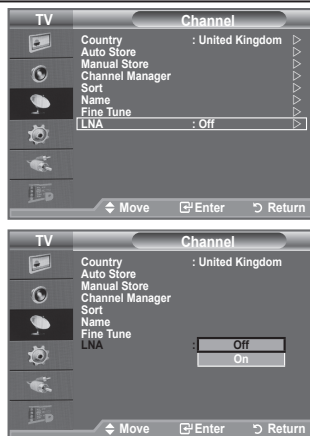 TV Channel
Country : United Kingdom
Auto Store
Manual Store
Channel Manager
Sort
Name
Fine Tune
LNA : Off
Move Enter Return
TV Channel
Country : United Kingdom
Auto Store
Manual Store
Channel Manager
Sort
Name
Fine Tune
LNA : Off
On
Move Enter Return